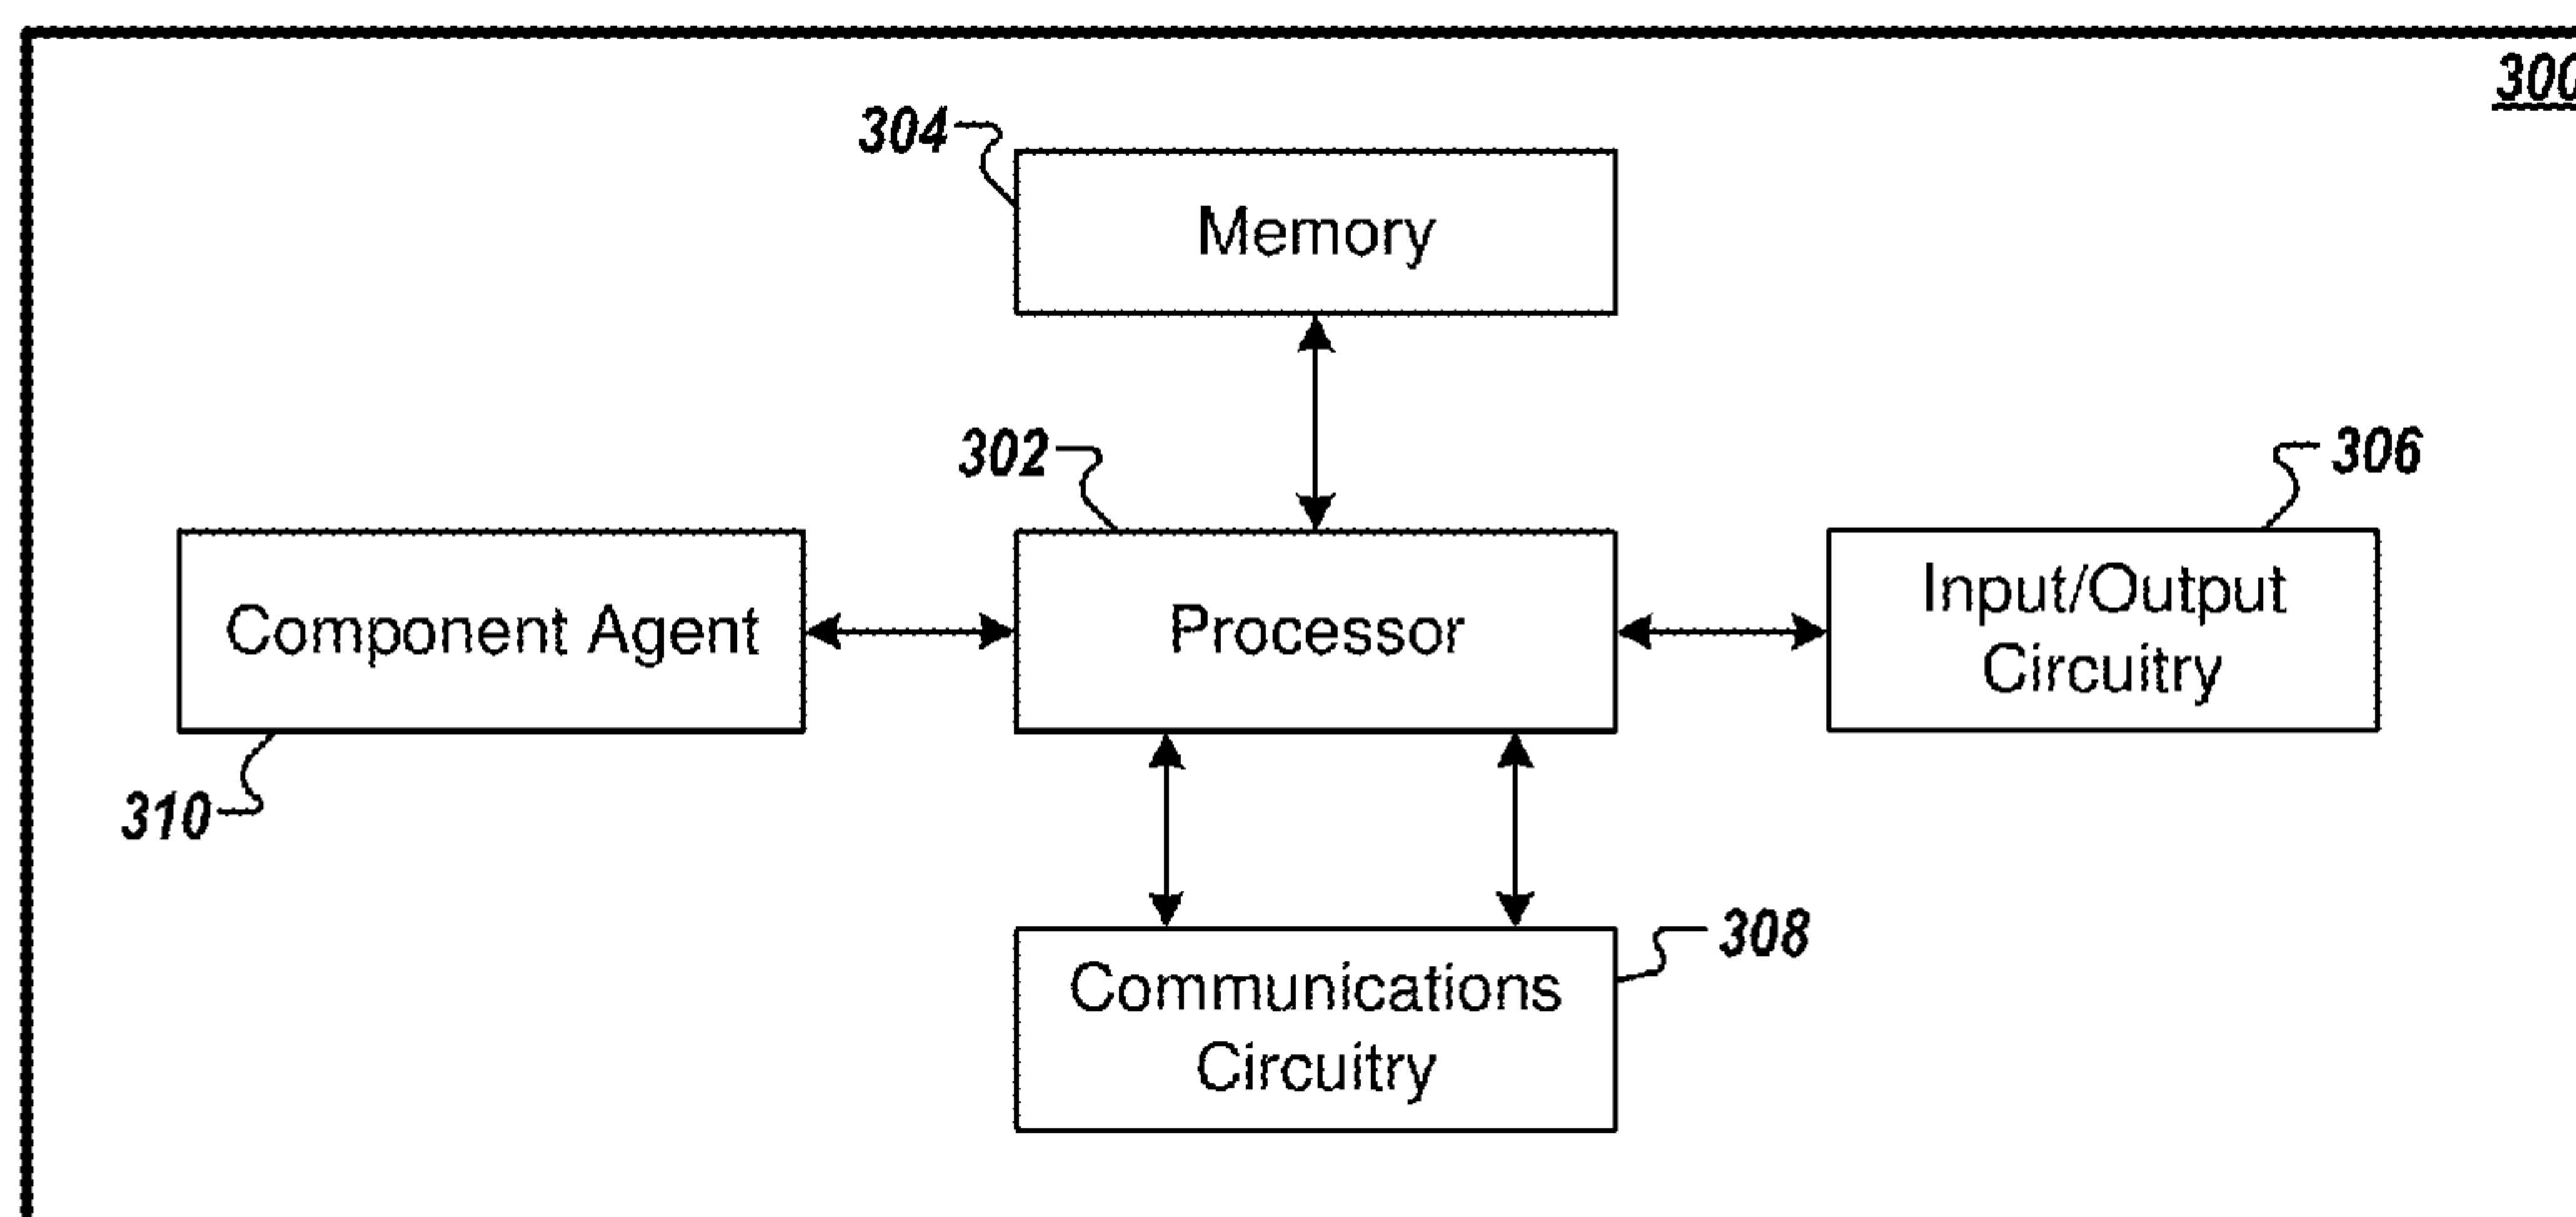 300
304
Memory
302
306
Component Agent
Processor
Input/Output
Circuitry
310
308
Communications
Circuitry